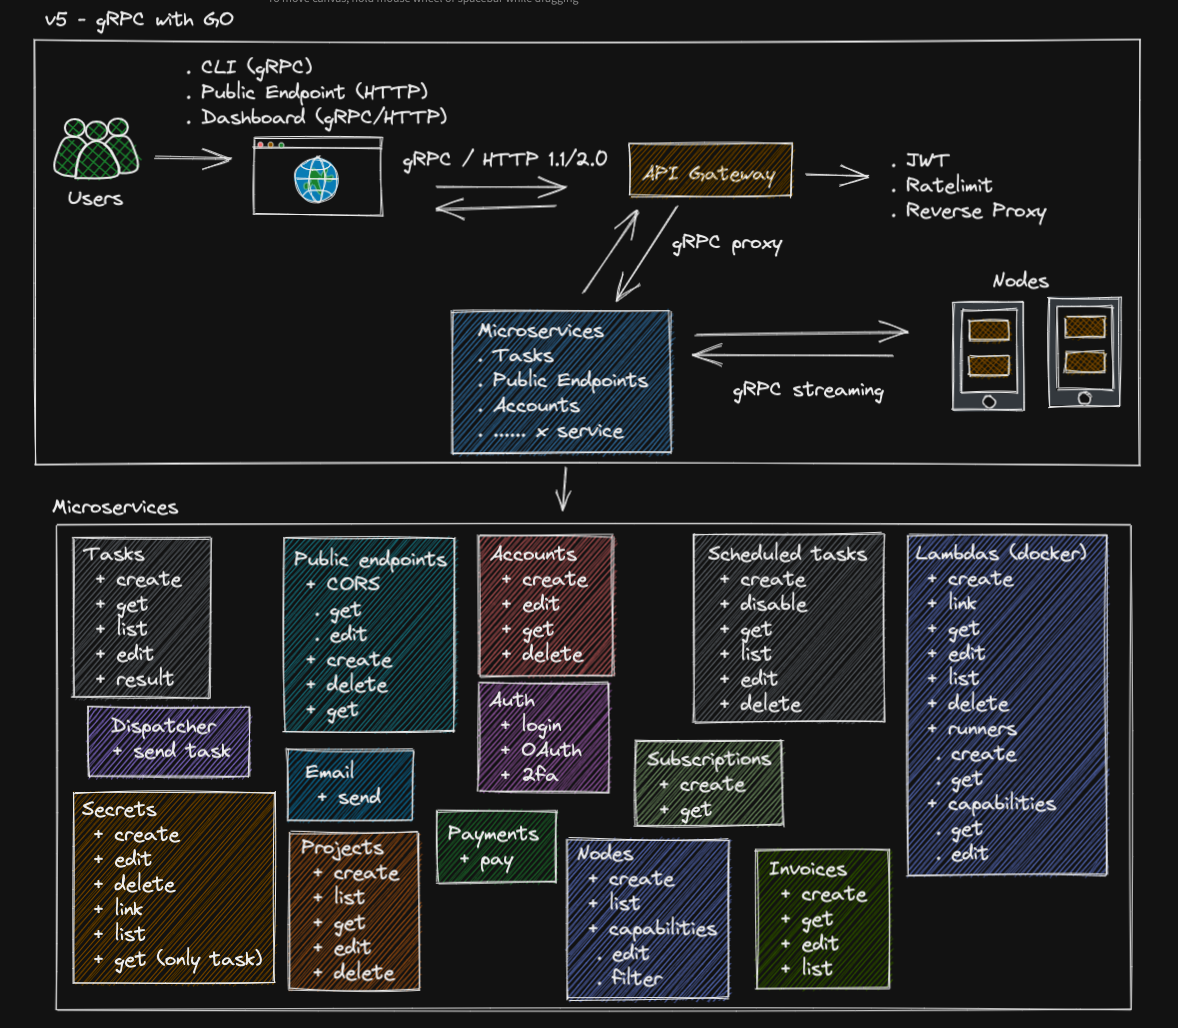 To move canvas, hold mouse wheel or spacebar while dragging
v5 - gRPC with GO
. CLI (gRPC)
. Public Endpoint (HTTP)
. Dashboard (gRPC/HTTP)
Users
gRPC / HTTP 1.1/2.0
API Gateway
. JWT
. Ratelimit
. Reverse Proxy
gRPC proxy
Nodes
Microservices
. Tasks
. Public Endpoints
. Accounts
. ...... x service
gRPC streaming
Microservices
Tasks
+ create
+ get
+ list
+ edit
+ result
Dispatcher
+ send task
Secrets
+ create
+ edit
+ delete
+ link
+ list
+ get (only task)
Public endpoints
+ CORS
. get
. edit
+ create
+ delete
+ get
Email
+ send
Projects
+ create
+ list
+ get
+ edit
+ delete
Accounts
+ create
+ edit
+ get
+ delete
Auth
+ login
+ OAuth
+ 2fa
Payments
+ pay
Scheduled tasks
+ create
+ disable
+ get
+ list
+ edit
+ delete
Subscriptions
+ create
+ get
Nodes
+ create
+ list
+ capabilities
. edit
. filter
Invoices
+ create
+ get
+ edit
+ list
Lambdas (docker)
+ create
+ link
+ get
+ edit
+ list
+ delete
+ runners
. create
. get
+ capabilities
. get
. edit